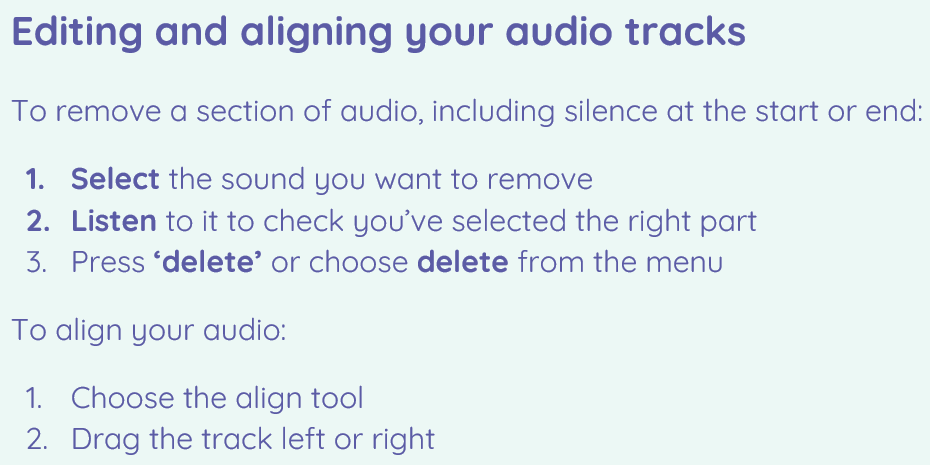 Editing and aligning your audio tracks
To remove a section of audio, including silence at the start or end:
1. Select the sound you want to remove
2. Listen to it to check you’ve selected the right part
3. Press ‘delete’ or choose delete from the menu
To align your audio:
1. Choose the align tool
2. Drag the track left or right